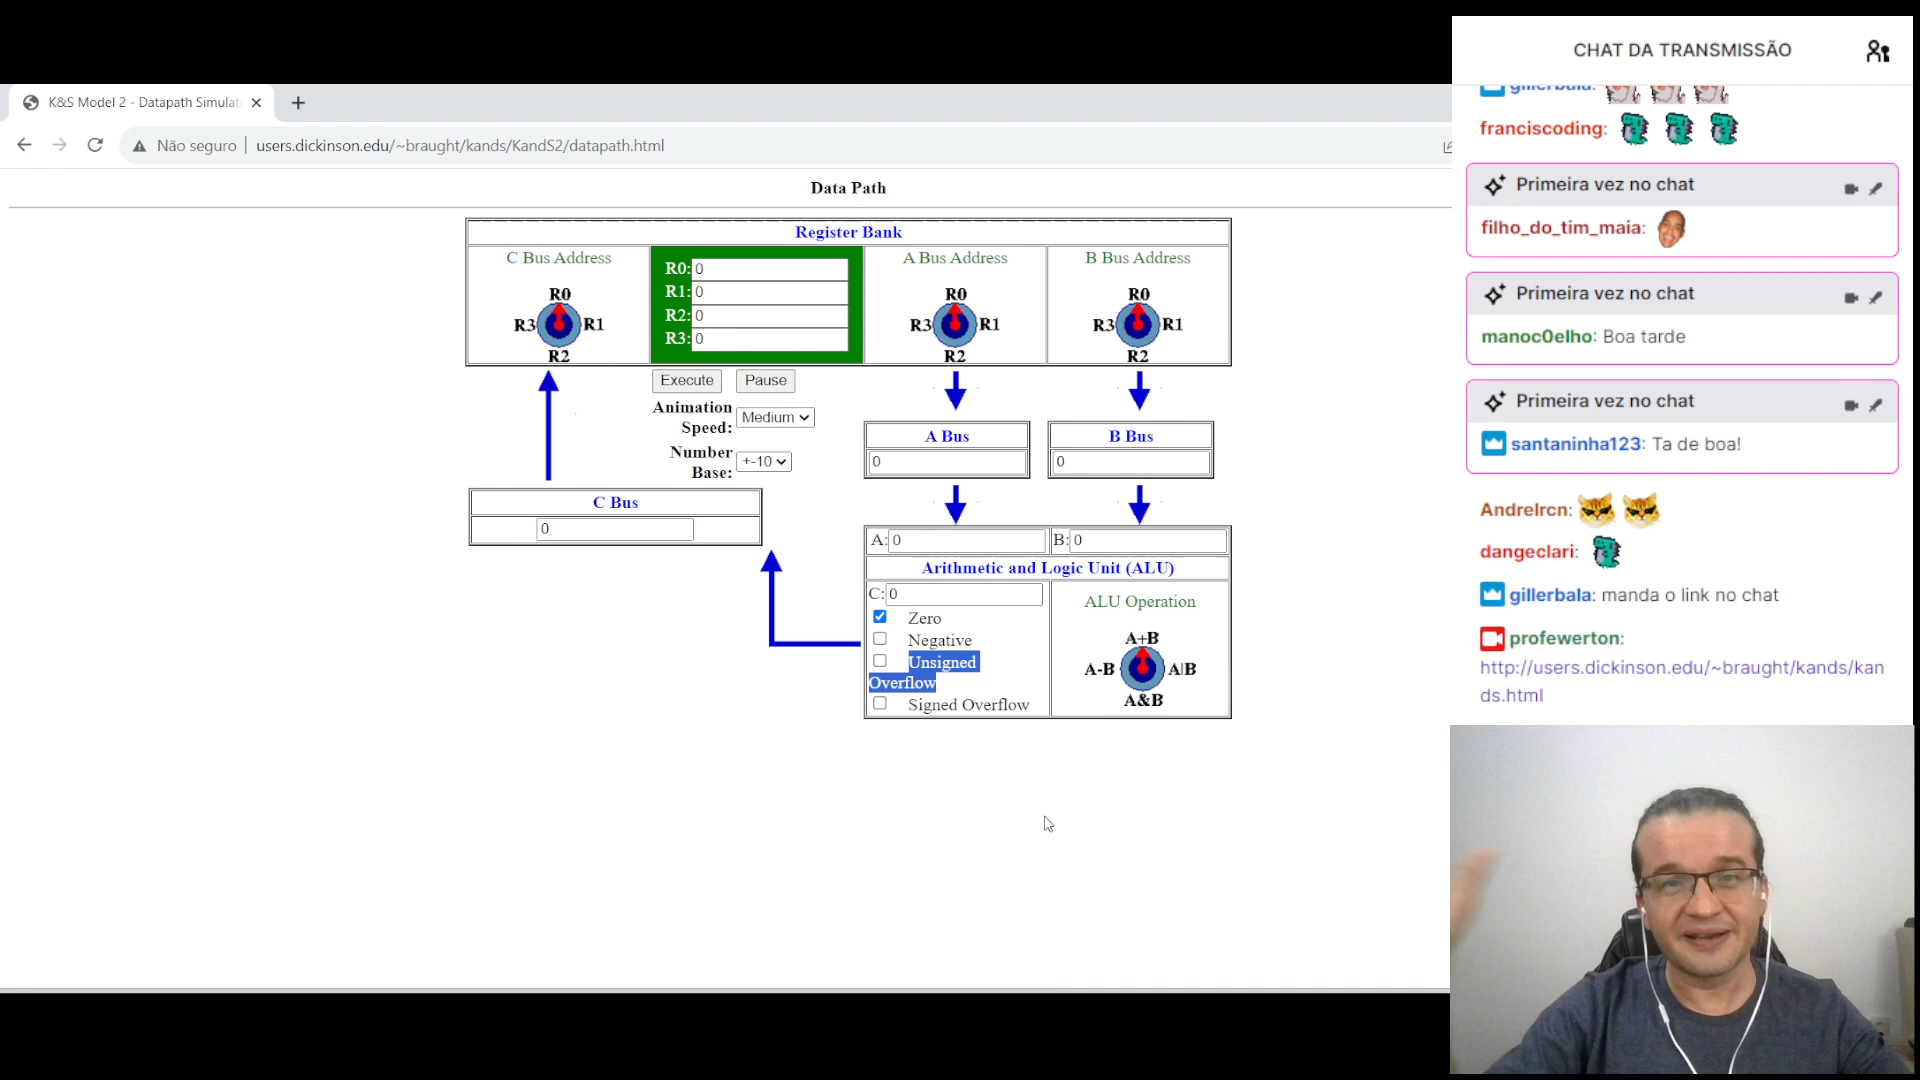 K&S Model 2 - Datapath Simulat
Não seguro
users.dickinson.edu/~braught/kands/KandS2/datapath.html
Data Path
Register Bank
C Bus Address
R0
R3
R1
R2
R0: 0
R1: 0
R2: 0
R3: 0
A Bus Address
R0
R3
R1
R2
B Bus Address
R0
R3
R1
R2
Execute
Pause
Animation
Speed:
Medium
Number
Base:
+-10
A Bus
0
B Bus
0
C Bus
0
A: 0
B: 0
Arithmetic and Logic Unit (ALU)
C: 0
Zero
Negative
Unsigned
Overflow
Signed Overflow
ALU Operation
A+B
A-B
A|B
A&B
CHAT DA TRANSMISSÃO
gillerbala:
franciscoding:
Primeira vez no chat
filho_do_tim_maia:
Primeira vez no chat
manoc0elho: Boa tarde
Primeira vez no chat
santaninha123: Ta de boa!
Andrelrcn:
dangeclari:
gillerbala: manda o link no chat
profewerton:
http://users.dickinson.edu/~braught/kands/kan
ds.html